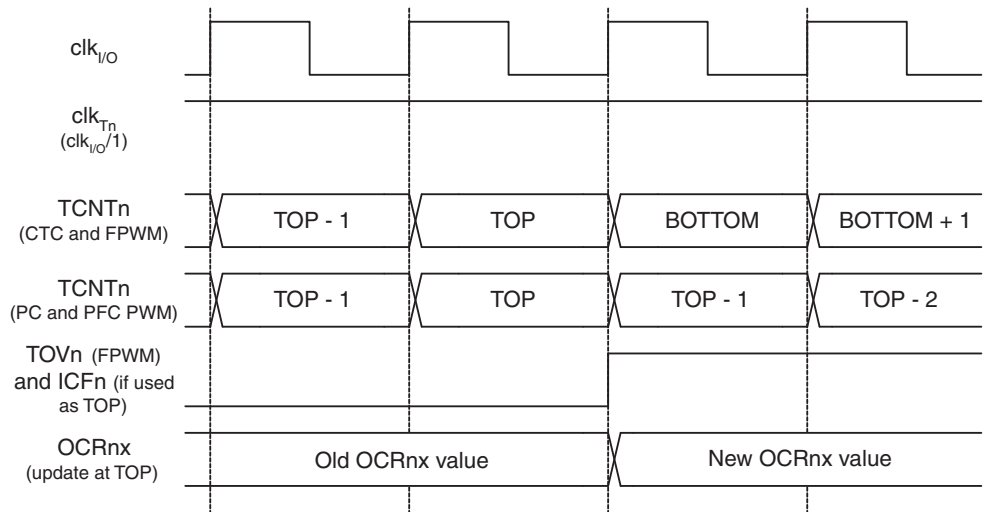 clkI/O
clkTn
(clkI/O/1)
TCNTn
(CTC and FPWM)
TOP - 1 TOP BOTTOM BOTTOM + 1
TCNTn
(PC and PFC PWM)
TOP - 1 TOP TOP - 1 TOP - 2
TOVn (FPWM)
and ICFn (if used
as TOP)
OCRnx
(update at TOP)
Old OCRnx value New OCRnx value